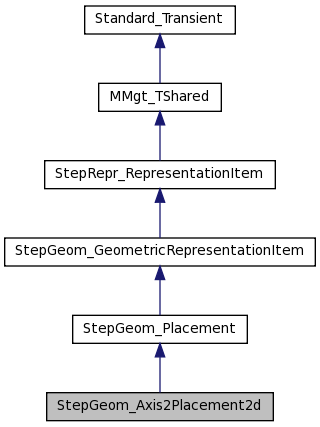 Standard_Transient
MMgt_TShared
StepRepr_RepresentationItem
StepGeom_GeometricRepresentationItem
StepGeom_Placement
StepGeom_Axis2Placement2d